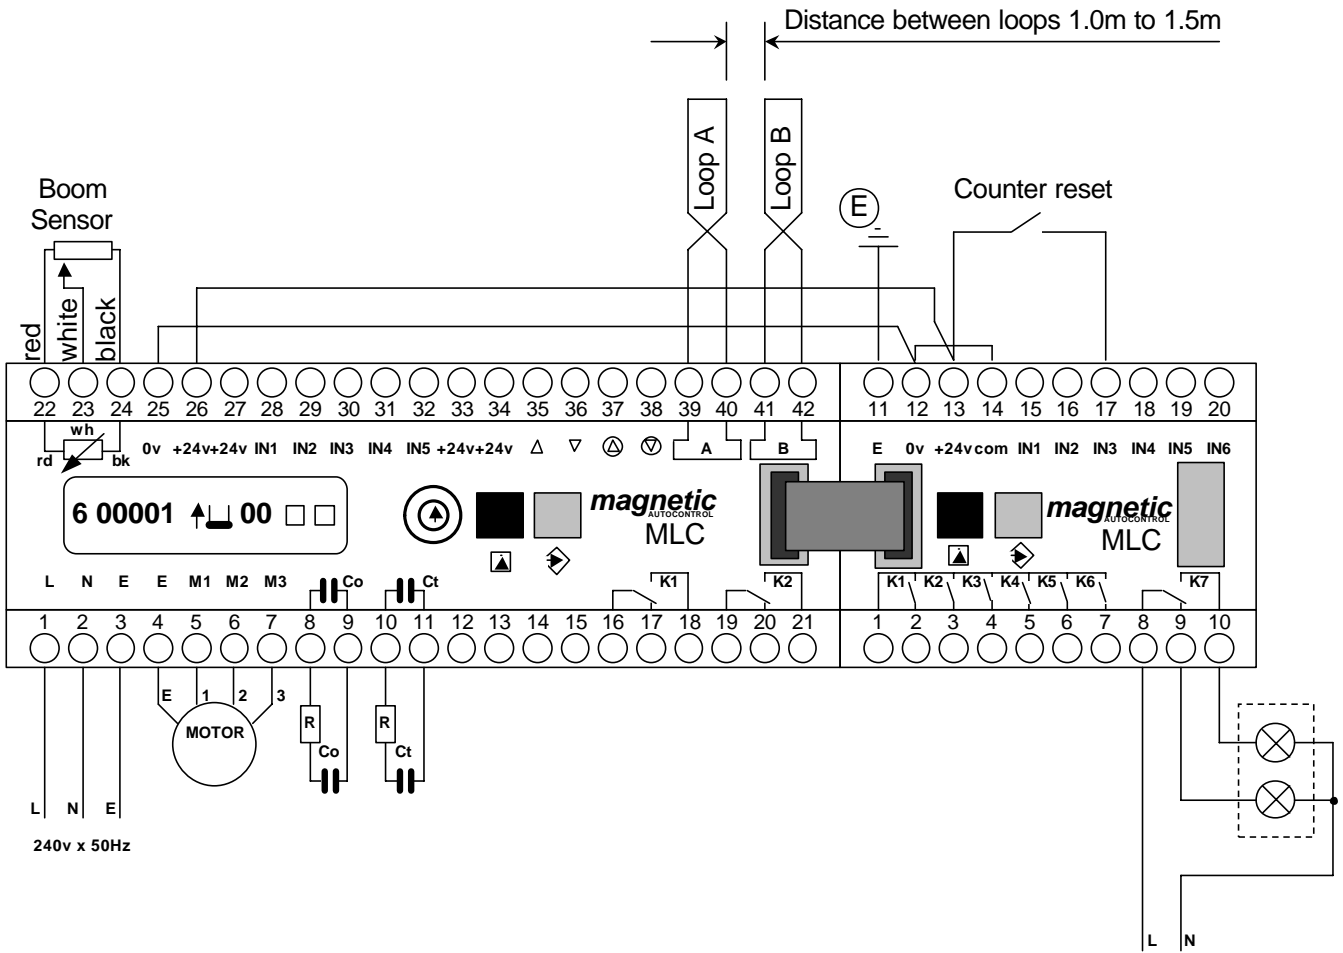 Distance between loops 1.0m to 1.5m
Loop A
Loop B
Boom
Sensor
E
Counter reset
red
white
black
22 23 24 25 26 27 28 29 30 31 32 33 34 35 36 37 38 39 40 41 42
11 12 13 14 15 16 17 18 19 20
wh
rd bk 0v +24v+24v IN1 IN2 IN3 IN4 IN5 +24v+24v A B
E 0v +24v com IN1 IN2 IN3 IN4 IN5 IN6
6 00001 00
magnetic
AUTOCONTROL
MLC
magnetic
AUTOCONTROL
MLC
L N E E M1 M2 M3 Co Ct K1 K2
K1 K2 K3 K4 K5 K6 K7
1 2 3 4 5 6 7 8 9 10 11 12 13 14 15 16 17 18 19 20 21
1 2 3 4 5 6 7 8 9 10
E 1 2 3
MOTOR
R
Co
R
Ct
L N E
240v x 50Hz
L N